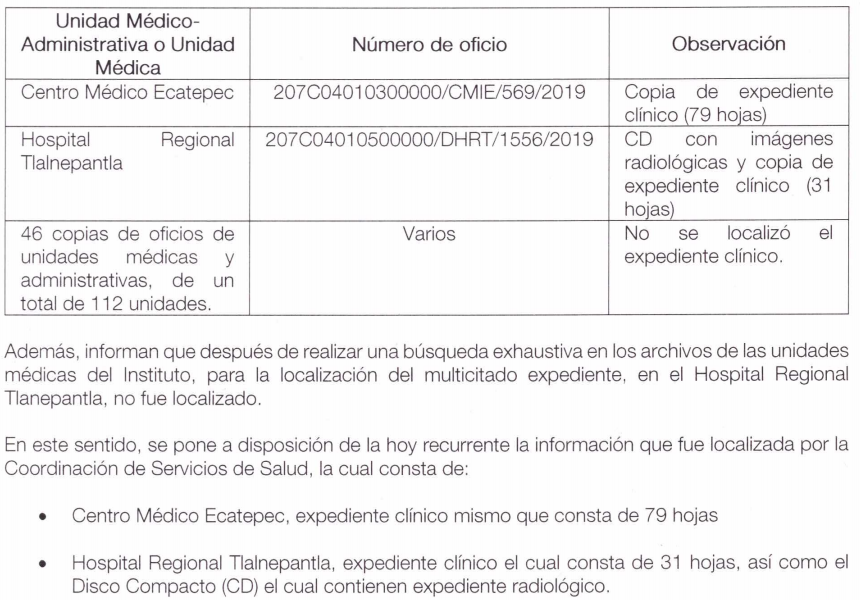 Unidad Médico-
Administrativa o Unidad
Médica
Número de oficio
Observación
Centro Médico Ecatepec
207C04010300000/CMIE/569/2019
Copia de expediente
clínico (79 hojas)
Hospital Regional
Tlalnepantla
207C04010500000/DHRT/1556/2019
CD con imágenes
radiológicas y copia de
expediente clínico (31
hojas)
46 copias de oficios de
unidades médicas y
administrativas, de un
total de 112 unidades.
Varios
No se localizó el
expediente clínico.
Además, informan que después de realizar una búsqueda exhaustiva en los archivos de las unidades
médicas del Instituto, para la localización del multicitado expediente, en el Hospital Regional
Tlanepantla, no fue localizado.
En este sentido, se pone a disposición de la hoy recurrente la información que fue localizada por la
Coordinación de Servicios de Salud, la cual consta de:
• Centro Médico Ecatepec, expediente clínico mismo que consta de 79 hojas
• Hospital Regional Tlalnepantla, expediente clínico el cual consta de 31 hojas, así como el
Disco Compacto (CD) el cual contienen expediente radiológico.